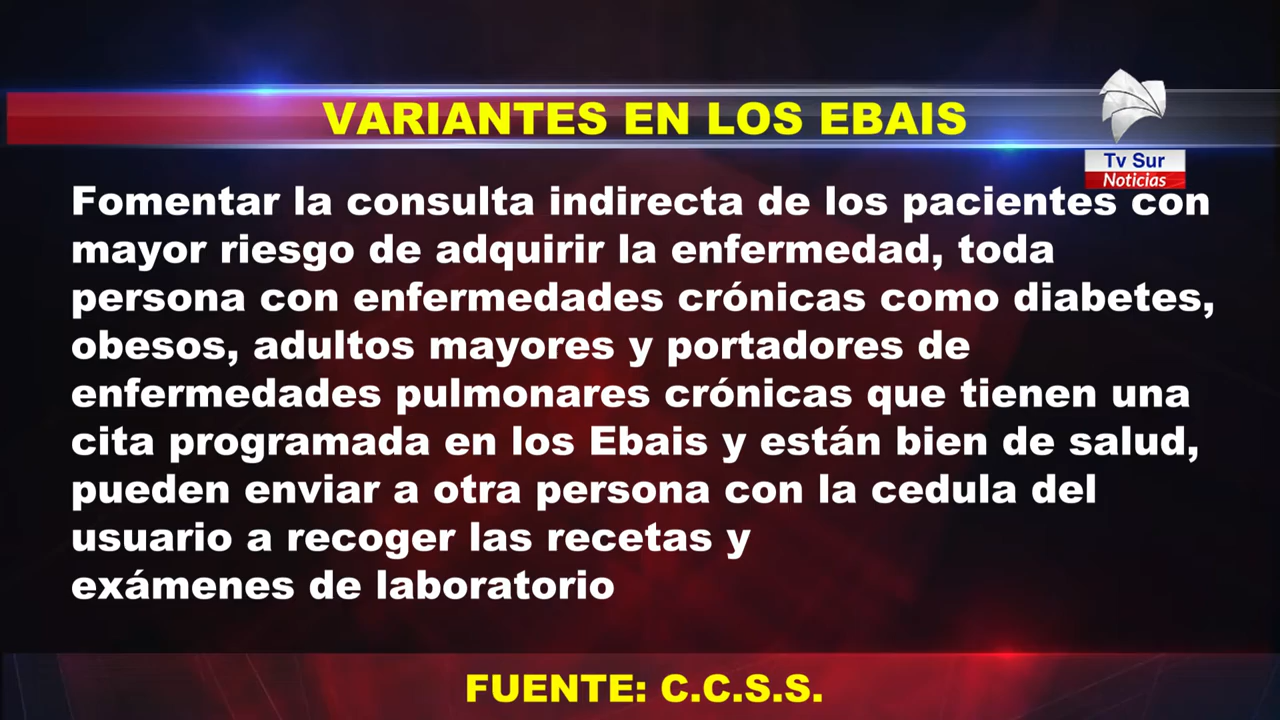 VARIANTES EN LOS EBAIS
Tv Sur
Noticias
Fomentar la consulta indirecta de los pacientes con
mayor riesgo de adquirir la enfermedad, toda
persona con enfermedades crónicas como diabetes,
obesos, adultos mayores y portadores de
enfermedades pulmonares crónicas que tienen una
cita programada en los Ebais y están bien de salud,
pueden enviar a otra persona con la cedula del
usuario a recoger las recetas y
exámenes de laboratorio
FUENTE: C.C.S.S.